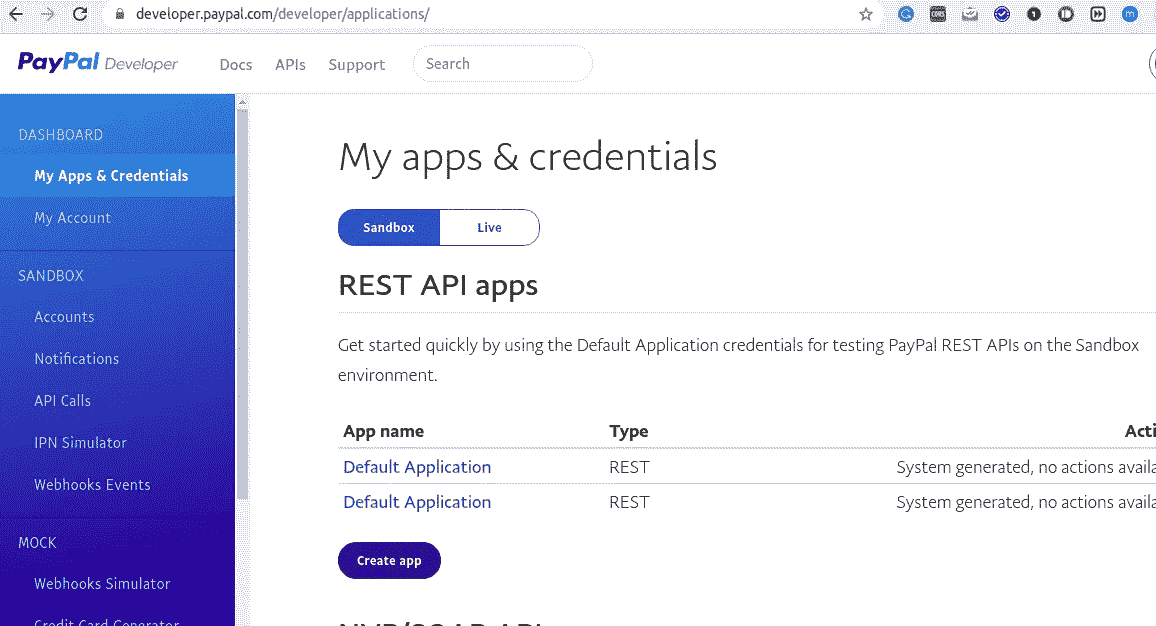 developer.paypal.com/developer/applications/
PayPal Developer Docs APIs Support Search
DASHBOARD
My Apps & Credentials
My Account
SANDBOX
Accounts
Notifications
API Calls
IPN Simulator
Webhooks Events
MOCK
Webhooks Simulator
Credit Card Generator
My apps & credentials
Sandbox Live
REST API apps
Get started quickly by using the Default Application credentials for testing PayPal REST APIs on the Sandbox
environment.
App name Type Acti
Default Application REST System generated, no actions availa
Default Application REST System generated, no actions availa
Create app
NVP/SOAP API